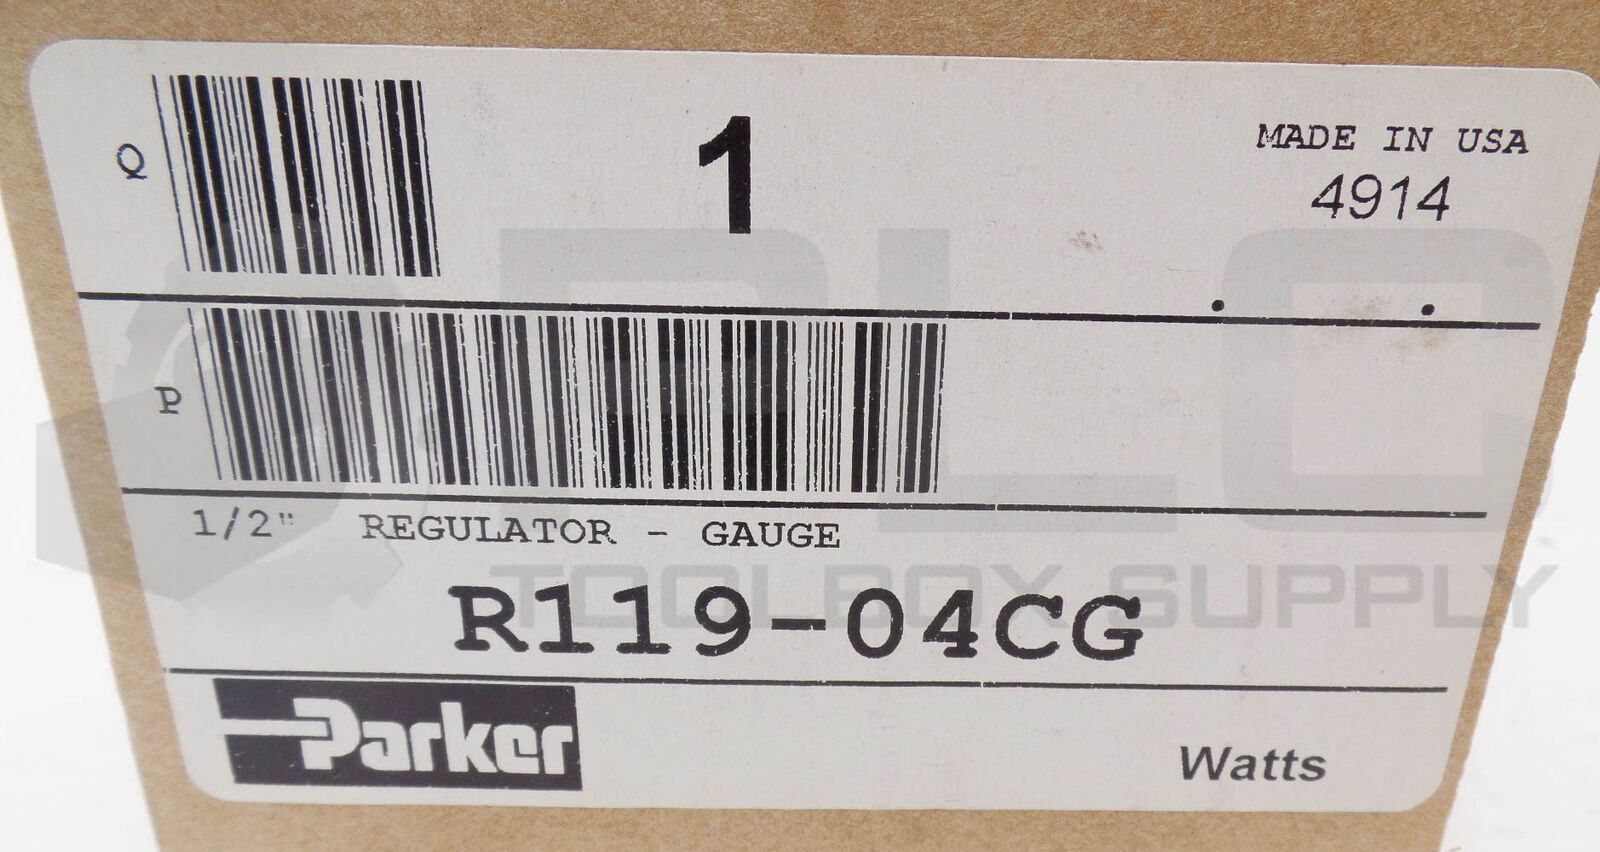 Q
1
MADE IN USA
4914
P
1/2" REGULATOR - GAUGE
R119-04CG
Parker
Watts
PLC
TOOLBOX SUPPLY